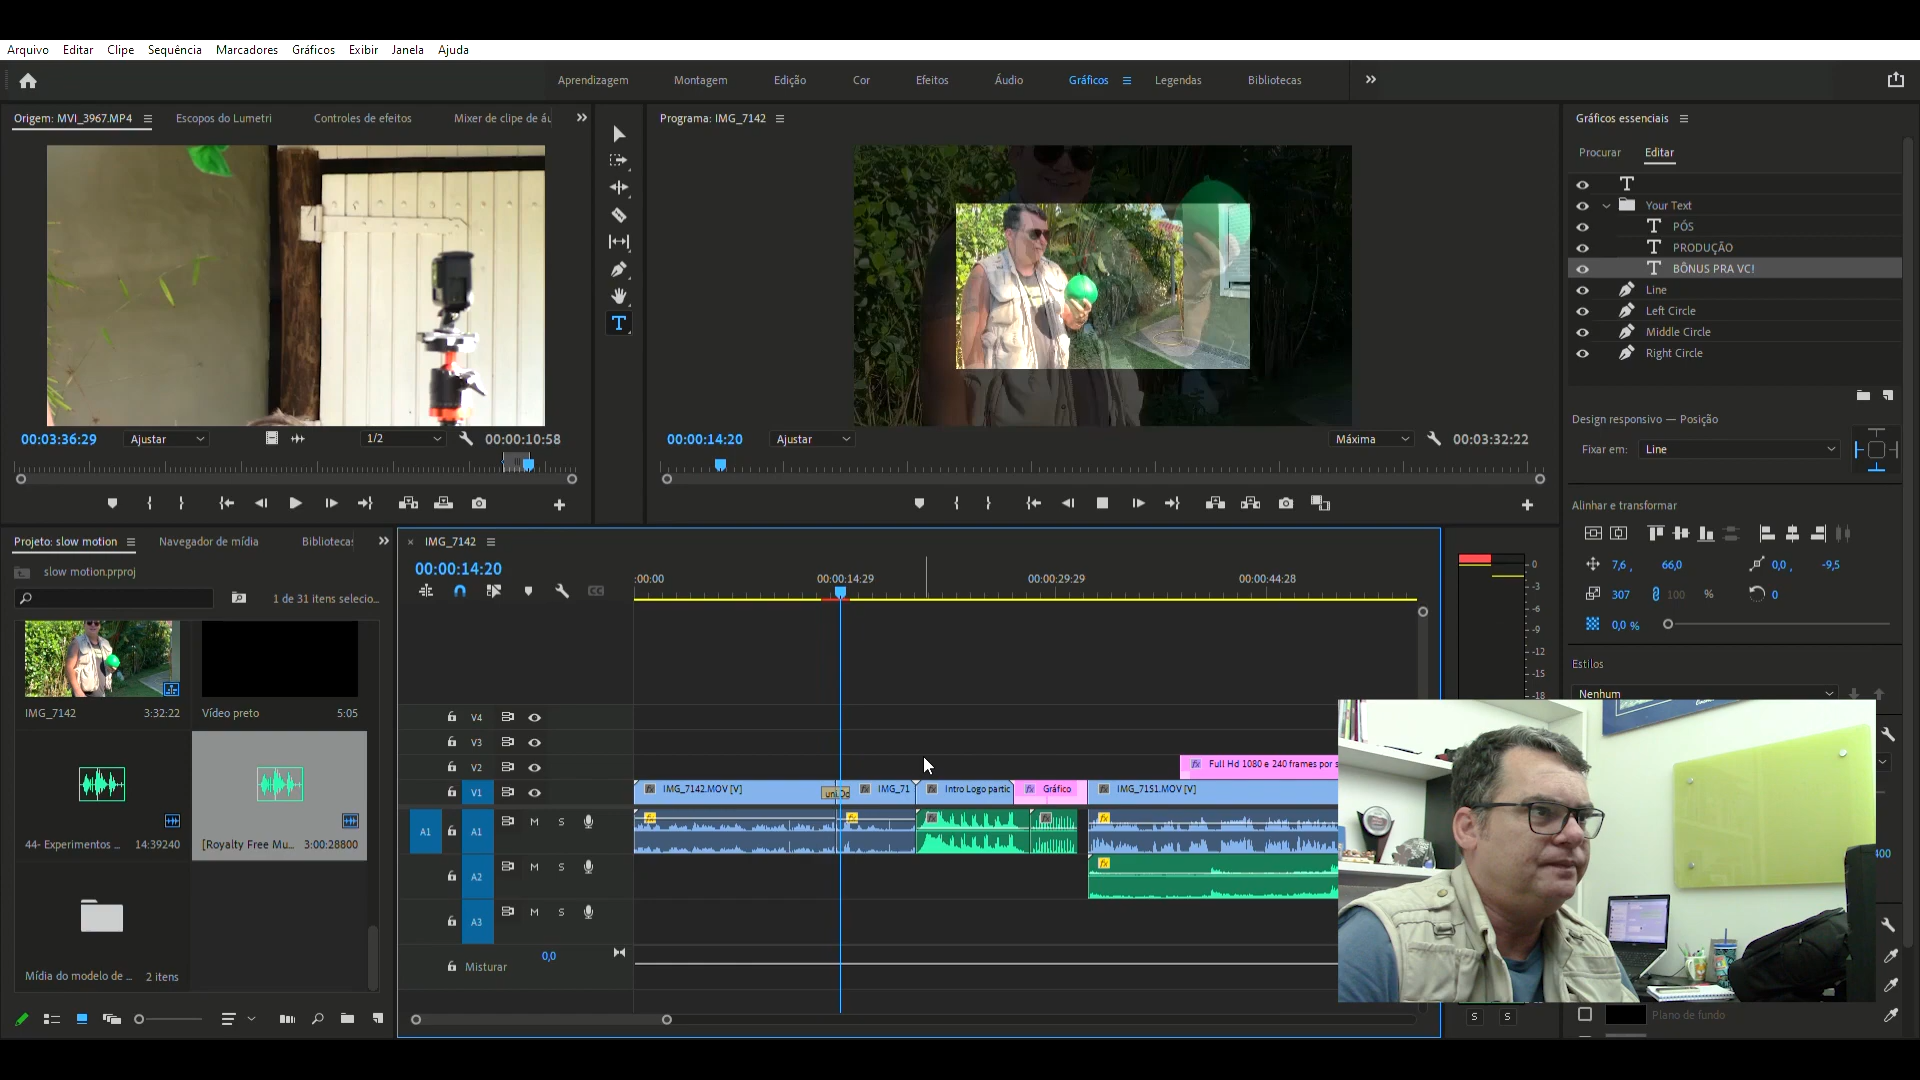 Arquivo Editar Clipe Sequência Marcadores Gráficos Exibir Janela Ajuda
Aprendizagem Montagem Edição Cor Efeitos Áudio Gráficos Legendas Bibliotecas
Origem: MVI_3967.MP4 Escopos do Lumetri Controles de efeitos Mixer de clipe de áu
Programa: IMG_7142
Gráficos essenciais
Procurar Editar
Your Text
PÓS
PRODUÇÃO
BÔNUS PRA VC!
Line
Left Circle
Middle Circle
Right Circle
Design responsivo — Posição
Fixar em: Line
00:03:36:29 Ajustar 1/2 00:00:10:58
00:00:14:20 Ajustar Máxima 00:03:32:22
Alinhar e transformar
7,6 , 66,0 0,0 , -9,5
307 100 % 0
0,0 %
Estilos
Nenhum
Projeto: slow motion Navegador de mídia Bibliotecas
slow motion.prproj
1 de 31 itens selecio...
IMG_7142 3:32:22
Vídeo preto 5:05
44- Experimentos ... 14:39240
[Royalty Free Mu... 3:00:28800
Mídia do modelo de ... 2 itens
× IMG_7142
00:00:14:20
:00:00 00:00:14:29 00:00:29:29 00:00:44:28
V4
V3
V2 Full Hd 1080 e 240 frames por s
V1 IMG_7142.MOV [V] IMG_71 Intro Logo partic Gráfico IMG_7151.MOV [V]
A1 A1 M S
A2 M S
A3 M S
Misturar 0,0
0
-3
-6
-9
-12
-15
-18
S S
400
Plano de fundo